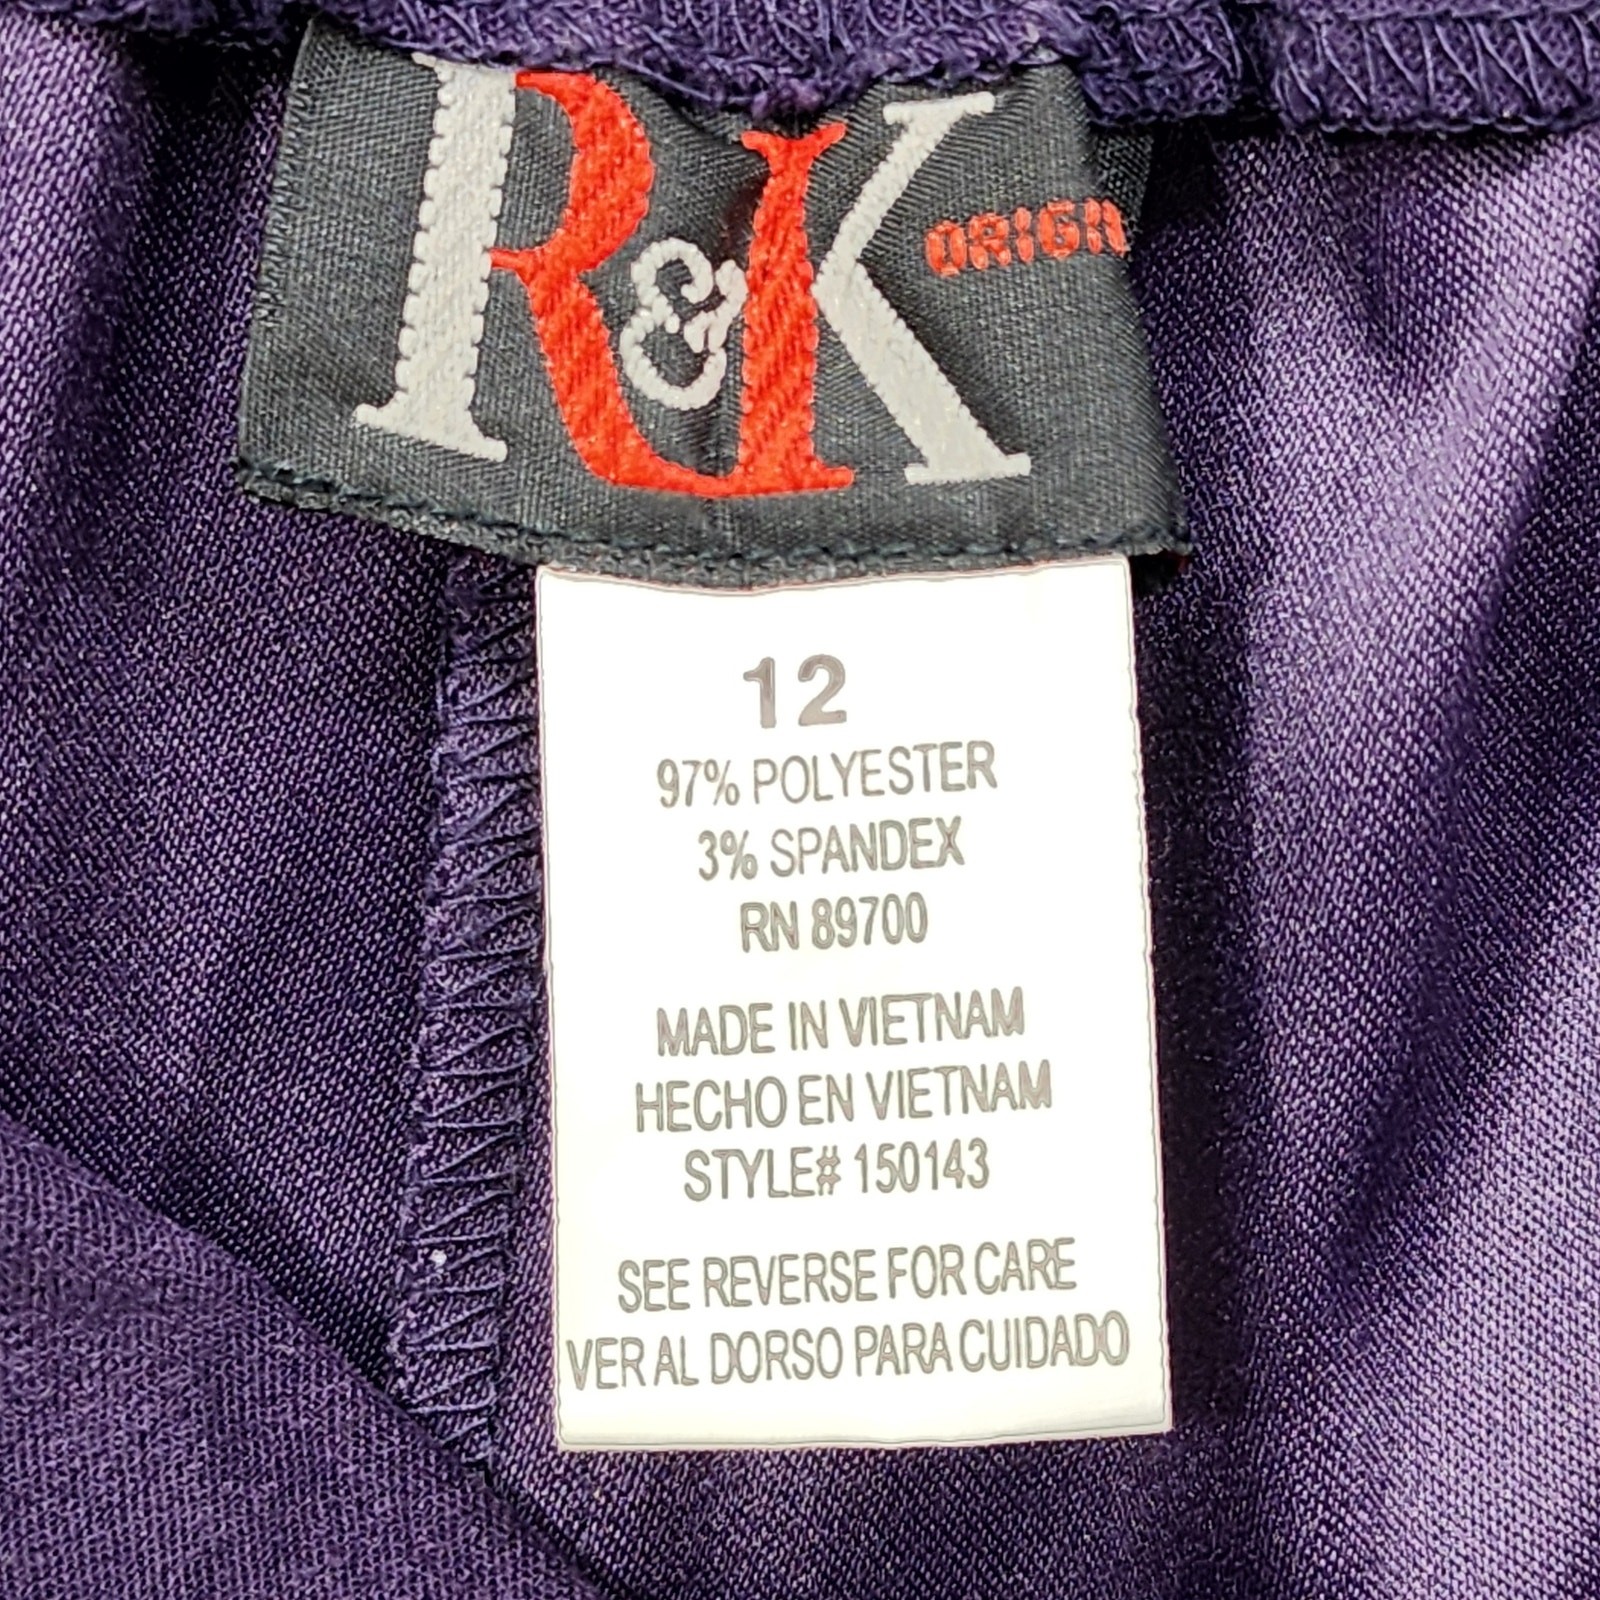 R&K ORIGIN
12
97% POLYESTER
3% SPANDEX
RN 89700
MADE IN VIETNAM
HECHO EN VIETNAM
STYLE# 150143
SEE REVERSE FOR CARE
VER AL DORSO PARA CUIDADO